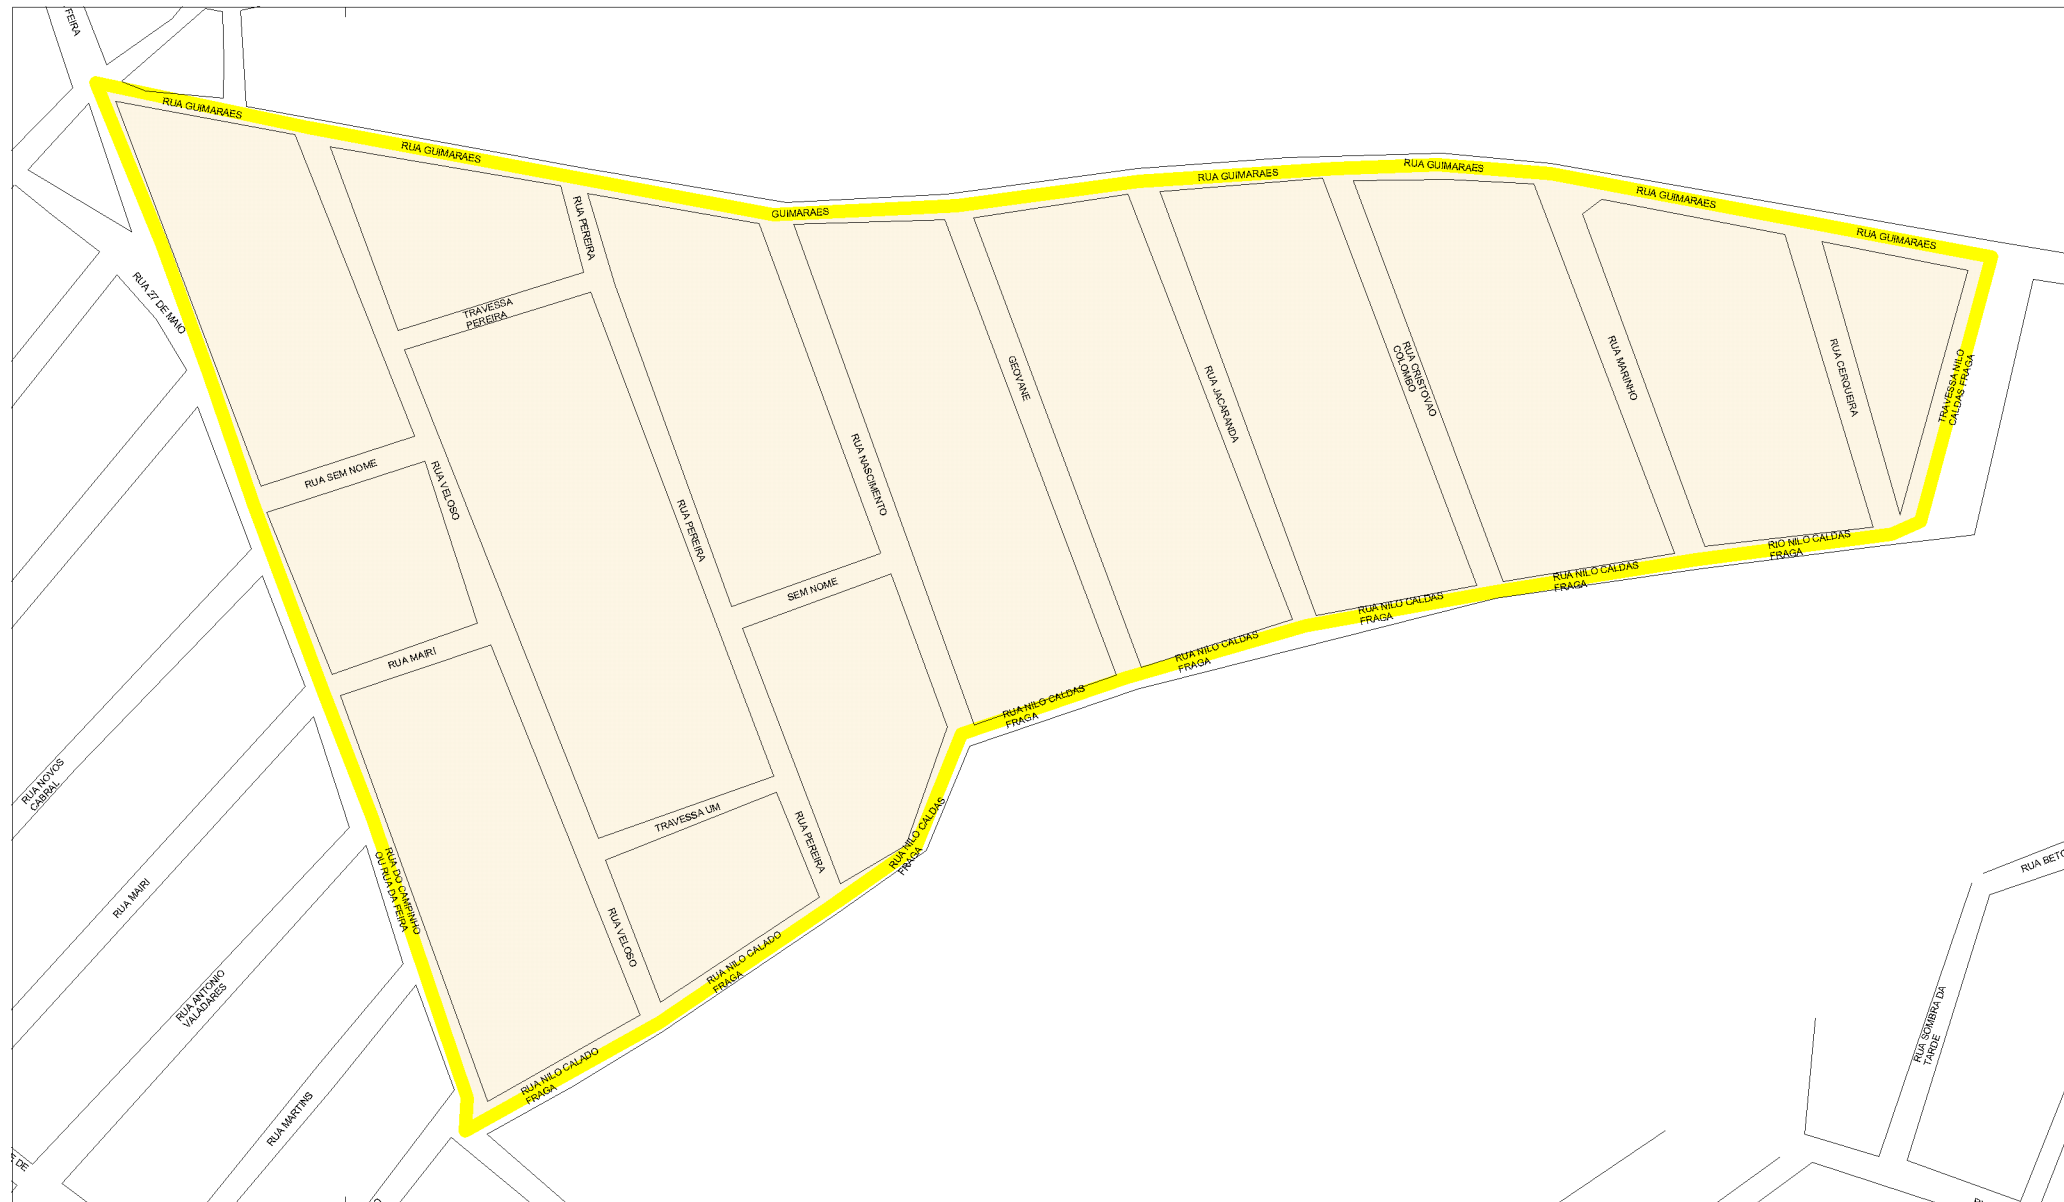 FEIRA
RUA GUIMARAES
RUA GUIMARAES
GUIMARAES
RUA GUIMARAES
RUA GUIMARAES
RUA GUIMARAES
RUA GUIMARAES
RUA PEREIRA
RUA 27 DE MAIO
TRAVESSA
PEREIRA
GEOVANE
RUA JACARANDA
RUA CRISTOVAO
COLOMBO
RUA MARINHO
RUA CERQUEIRA
TRAVESSA NILO
CALDAS FRAGA
RUA SEM NOME
RUA VELOSO
RUA NASCIMENTO
RUA PEREIRA
RIO NILO CALDAS
FRAGA
RUA NILO CALDAS
FRAGA
RUA NILO CALDAS
FRAGA
SEM NOME
RUA MAIRI
RUA NILO CALDAS
FRAGA
RUA NILO CALDAS
FRAGA
RUA NOVOS
CABRAL
TRAVESSA UM
RUA PEREIRA
RUA NILO CALDAS
FRAGA
RUA DO CAMPINHO
OU RUA DA FEIRA
RUA MAIRI
RUA BETO
RUA VELOSO
RUA NILO CALADO
FRAGA
RUA ANTONIO
VALADARES
RUA SOMBRA DA
TARDE
RUA NILO CALADO
FRAGA
RUA MARTINS
DE